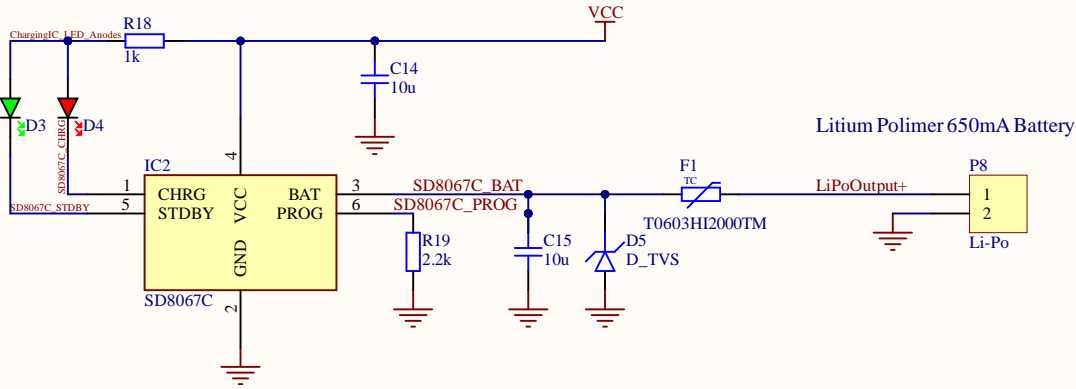 VCC
R18
ChargingIC_LED_Anodes
1k
C14
10u
D3
D4
SD8067C_CHRG
Litium Polimer 650mA Battery
IC2
4
F1
TC
P8
1
CHRG
VCC
BAT
3
SD8067C_BAT
LiPoOutput+
1
SD8067C_STDBY
5
STDBY
PROG
6
SD8067C_PROG
2
T0603HI2000TM
R19
2.2k
C15
10u
D5
D_TVS
Li-Po
GND
SD8067C
2